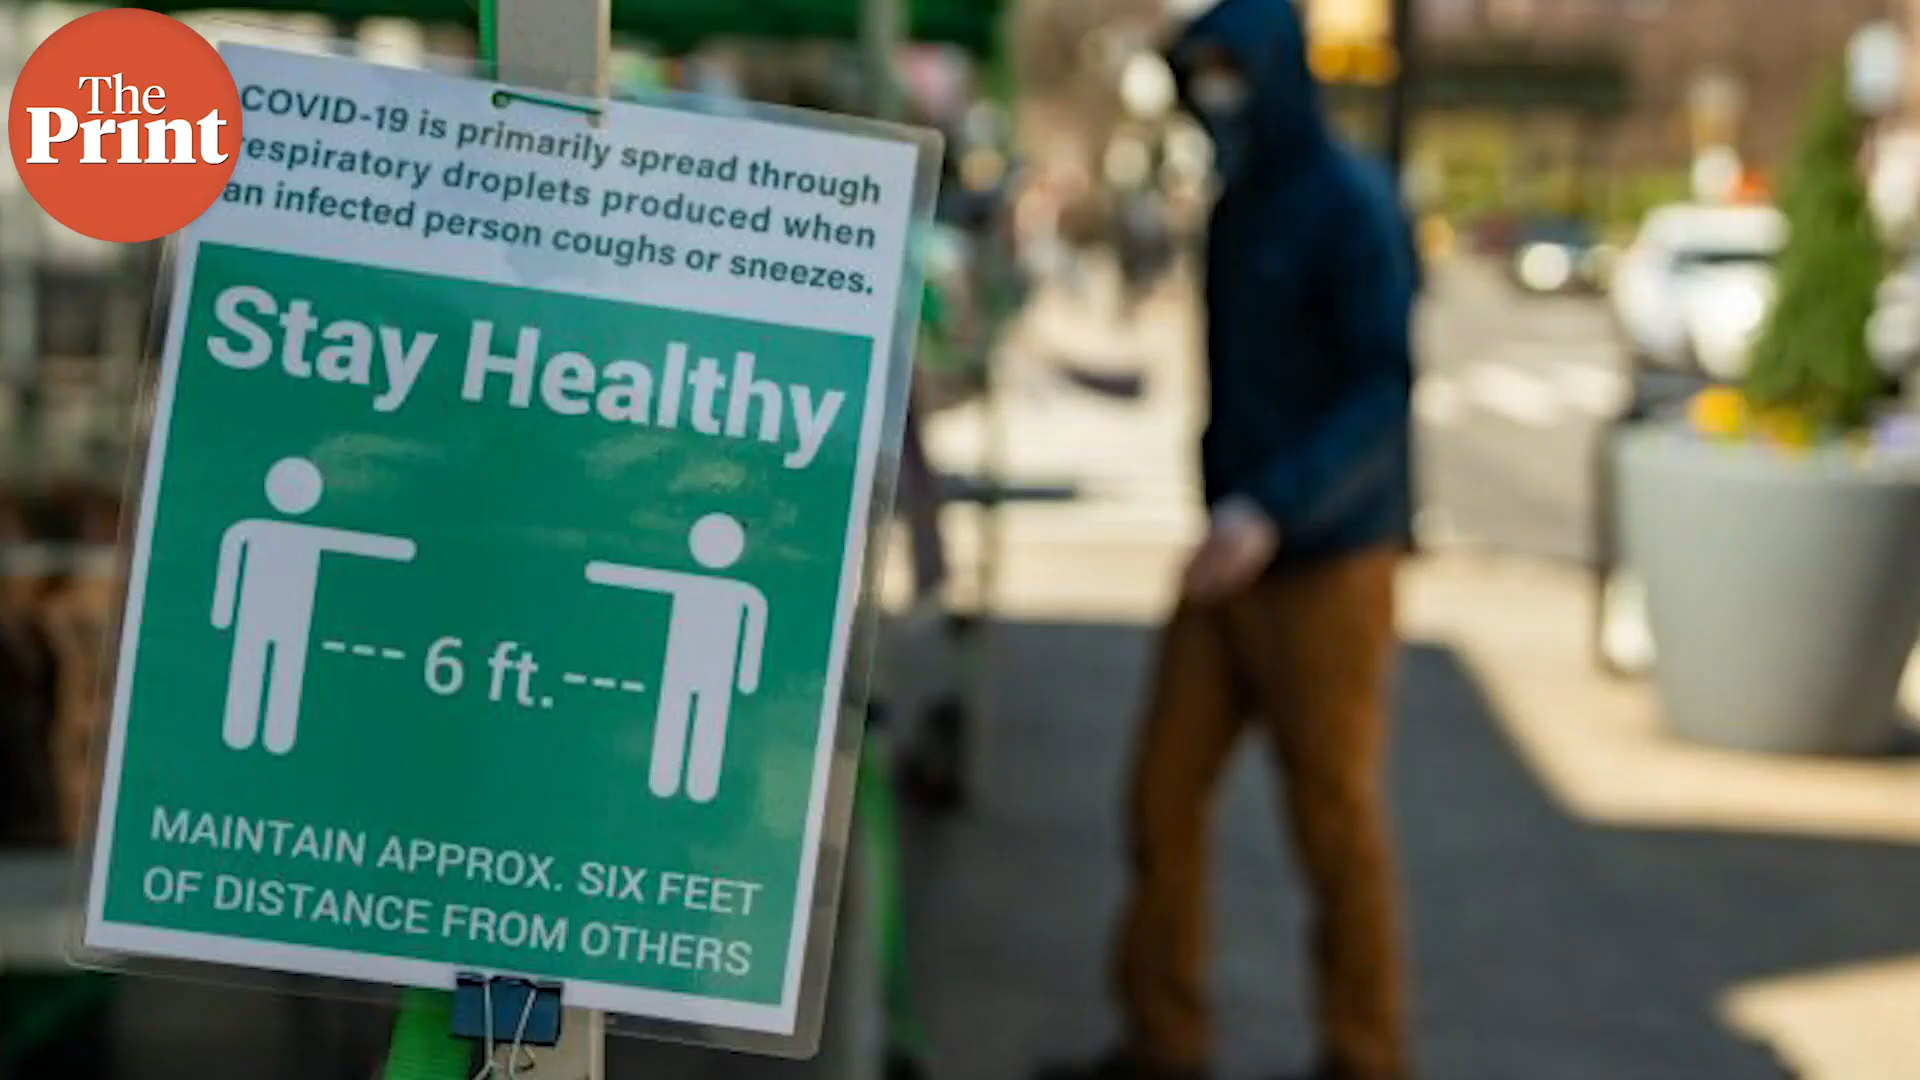 The
Print
COVID-19 is primarily spread through
respiratory droplets produced when
an infected person coughs or sneezes.
Stay Healthy
--- 6 ft. ---
MAINTAIN APPROX. SIX FEET
OF DISTANCE FROM OTHERS